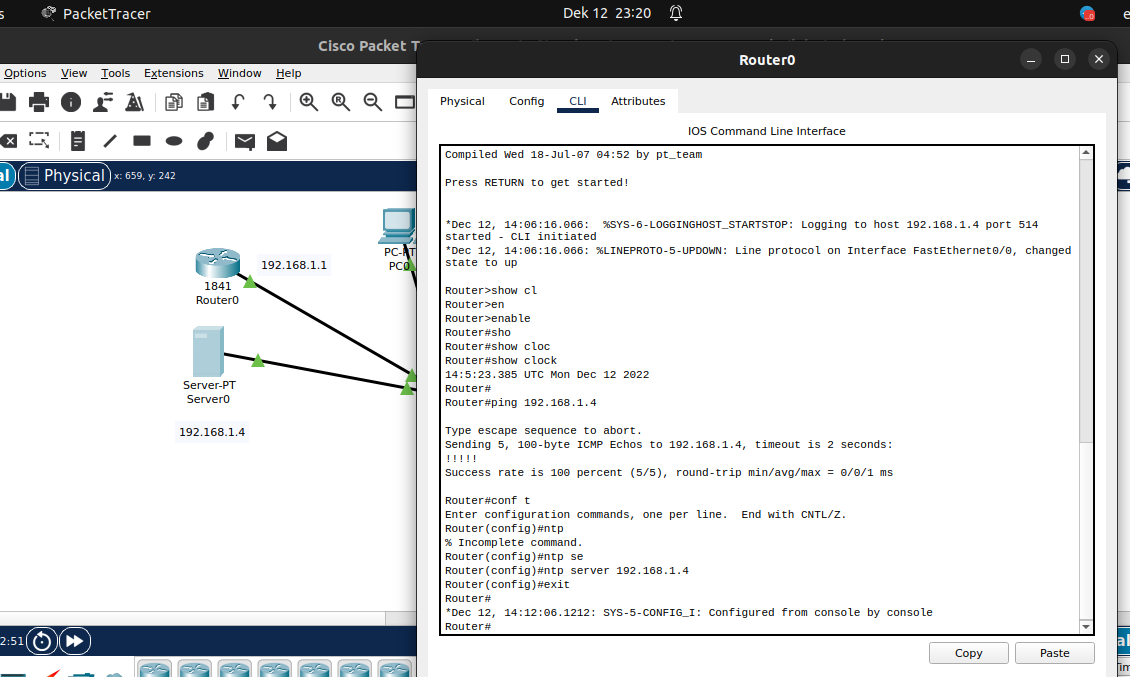 PacketTracer
Dek 12 23:20
Cisco Packet T
Router0
Options View Tools Extensions Window Help
Physical Config CLI Attributes
IOS Command Line Interface
Physical x: 659, y: 242
192.168.1.1
1841
Router0
Server-PT
Server0
192.168.1.4
PC-PT
PC0
Compiled Wed 18-Jul-07 04:52 by pt_team
Press RETURN to get started!
*Dec 12, 14:06:16.066:  %SYS-6-LOGGINGHOST_STARTSTOP: Logging to host 192.168.1.4 port 514
started - CLI initiated
*Dec 12, 14:06:16.066: %LINEPROTO-5-UPDOWN: Line protocol on Interface FastEthernet0/0, changed
state to up
Router>show cl
Router>en
Router>enable
Router#sho
Router#show cloc
Router#show clock
14:5:23.385 UTC Mon Dec 12 2022
Router#
Router#ping 192.168.1.4
Type escape sequence to abort.
Sending 5, 100-byte ICMP Echos to 192.168.1.4, timeout is 2 seconds:
!!!!!
Success rate is 100 percent (5/5), round-trip min/avg/max = 0/0/1 ms
Router#conf t
Enter configuration commands, one per line.  End with CNTL/Z.
Router(config)#ntp
% Incomplete command.
Router(config)#ntp se
Router(config)#ntp server 192.168.1.4
Router(config)#exit
Router#
*Dec 12, 14:12:06.1212: SYS-5-CONFIG_I: Configured from console by console
Router#
Copy Paste
2:51